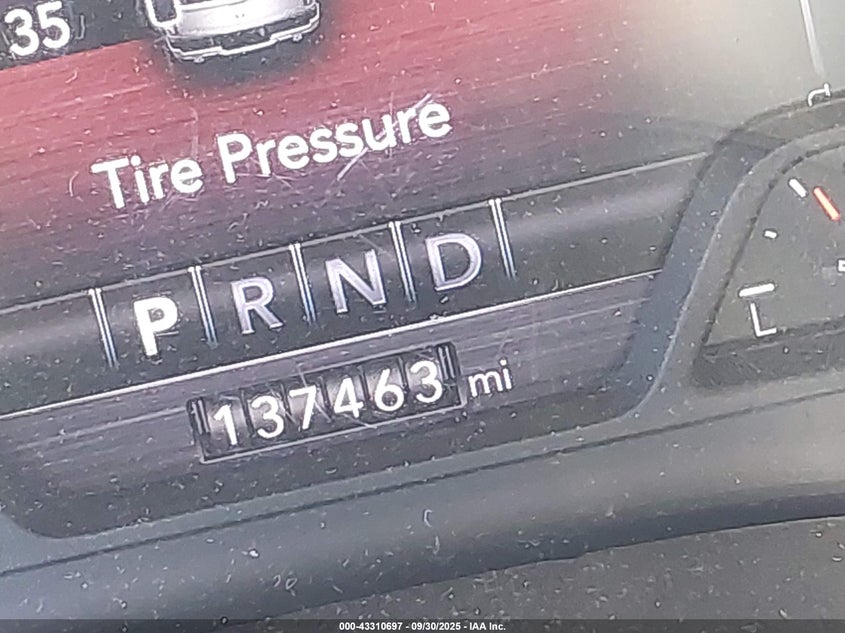 35
Tire Pressure
P R N D
137463 mi
L
000-43310697 - 09/30/2025 - IAA Inc.